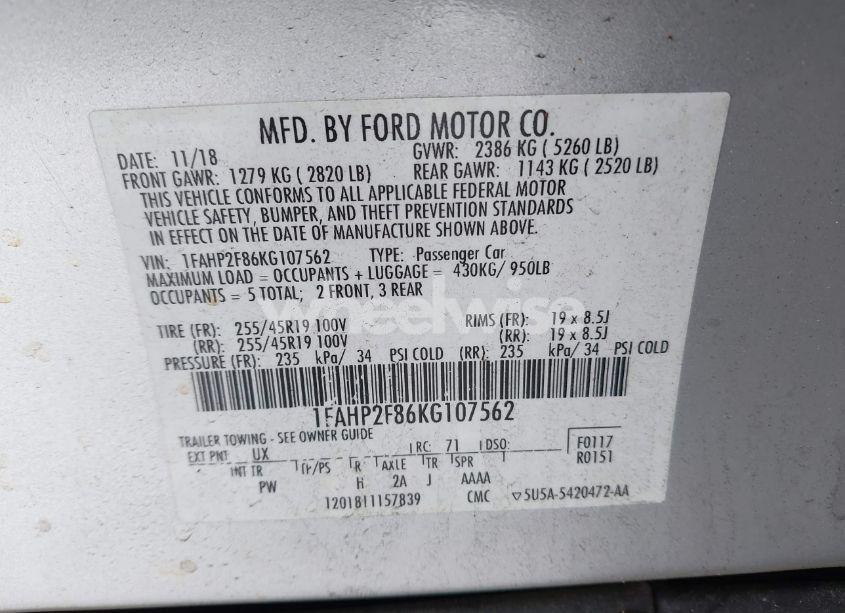 MFD. BY FORD MOTOR CO.
DATE: 11/18 GVWR: 2386 KG ( 5260 LB)
FRONT GAWR: 1279 KG ( 2820 LB) REAR GAWR: 1143 KG ( 2520 LB)
THIS VEHICLE CONFORMS TO ALL APPLICABLE FEDERAL MOTOR
VEHICLE SAFETY, BUMPER, AND THEFT PREVENTION STANDARDS
IN EFFECT ON THE DATE OF MANUFACTURE SHOWN ABOVE.
VIN: 1FAHP2F86KG107562 TYPE: Passenger Car
MAXIMUM LOAD = OCCUPANTS + LUGGAGE = 430KG/ 950LB
OCCUPANTS = 5 TOTAL; 2 FRONT, 3 REAR
wheelwise
TIRE (FR): 255/45R19 100V RIMS (FR): 19 x 8.5J
(RR): 255/45R19 100V (RR): 19 x 8.5J
PRESSURE (FR): 235 kPa/ 34 PSI COLD (RR): 235 kPa/ 34 PSI COLD
1FAHP2F86KG107562
TRAILER TOWING - SEE OWNER GUIDE
EXT PNT UX RC: 71 DSO: F0117
R0151
INT TR TP/PS R AXLE TR SPR
PW H 2A J AAAA
1201811157839 CMC ▽5U5A-5420472-AA